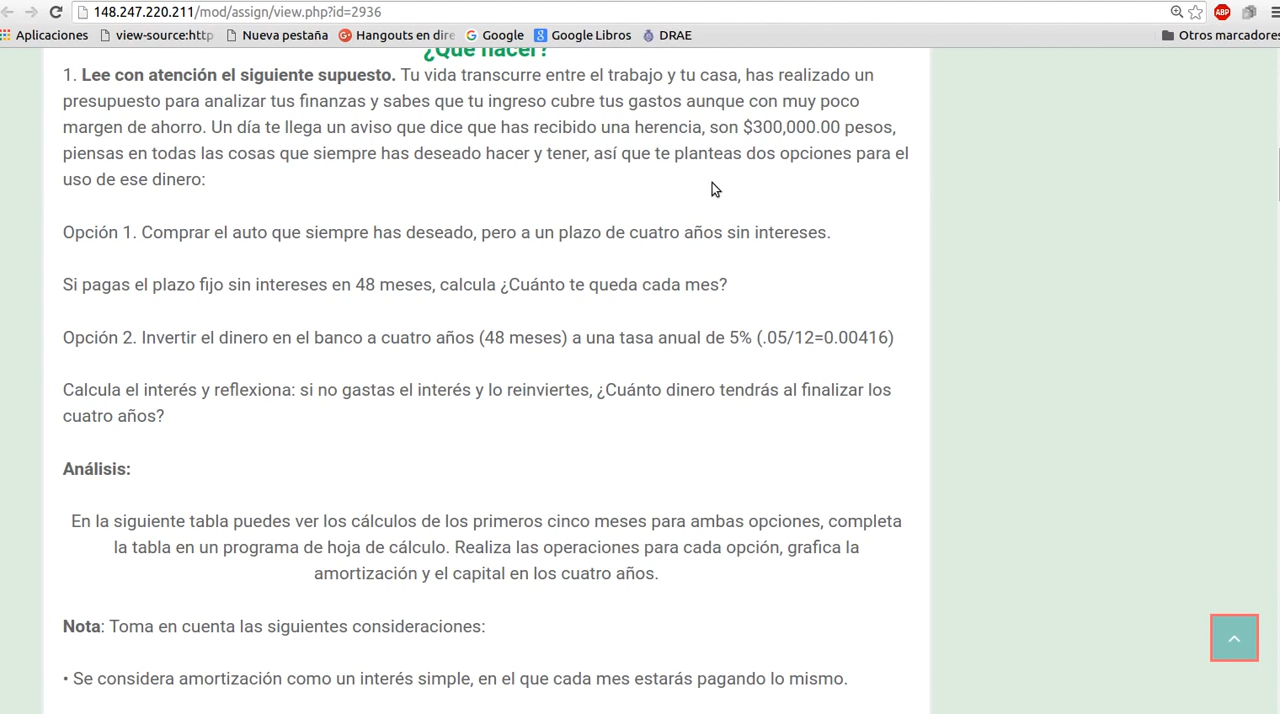 148.247.220.211/mod/assign/view.php?id=2936
ABP
Aplicaciones view-source:http Nueva pestaña Hangouts en dire Google Google Libros DRAE Otros marcadores
¿Qué hacer?
1. Lee con atención el siguiente supuesto. Tu vida transcurre entre el trabajo y tu casa, has realizado un
presupuesto para analizar tus finanzas y sabes que tu ingreso cubre tus gastos aunque con muy poco
margen de ahorro. Un día te llega un aviso que dice que has recibido una herencia, son $300,000.00 pesos,
piensas en todas las cosas que siempre has deseado hacer y tener, así que te planteas dos opciones para el
uso de ese dinero:
Opción 1. Comprar el auto que siempre has deseado, pero a un plazo de cuatro años sin intereses.
Si pagas el plazo fijo sin intereses en 48 meses, calcula ¿Cuánto te queda cada mes?
Opción 2. Invertir el dinero en el banco a cuatro años (48 meses) a una tasa anual de 5% (.05/12=0.00416)
Calcula el interés y reflexiona: si no gastas el interés y lo reinviertes, ¿Cuánto dinero tendrás al finalizar los
cuatro años?
Análisis:
En la siguiente tabla puedes ver los cálculos de los primeros cinco meses para ambas opciones, completa
la tabla en un programa de hoja de cálculo. Realiza las operaciones para cada opción, grafica la
amortización y el capital en los cuatro años.
Nota: Toma en cuenta las siguientes consideraciones:
• Se considera amortización como un interés simple, en el que cada mes estarás pagando lo mismo.